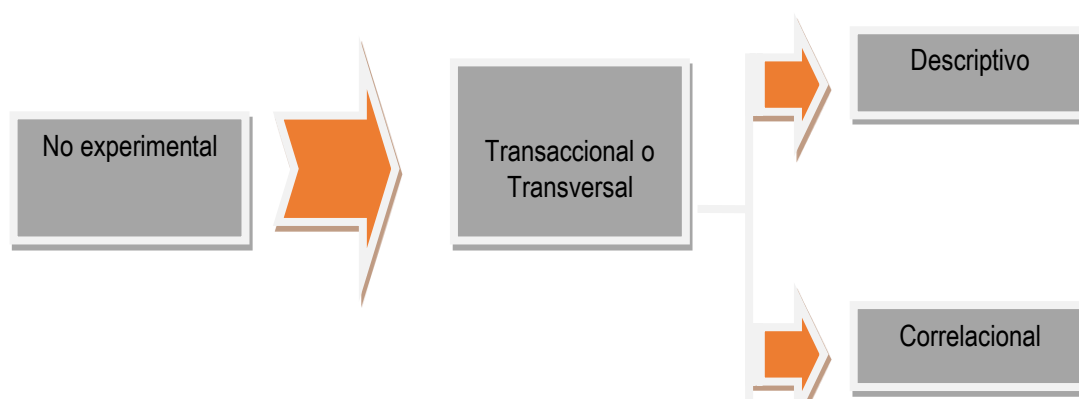 No experimental
Transaccional o
Transversal
Descriptivo
Correlacional